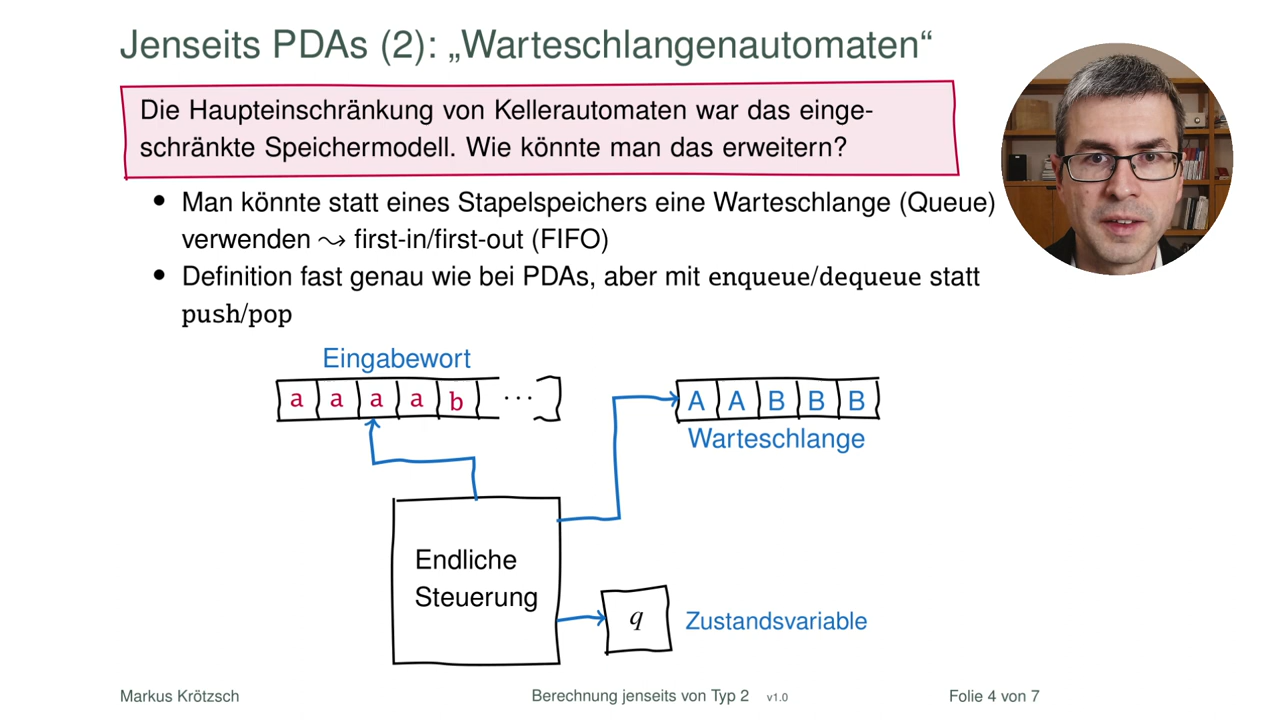 Jenseits PDAs (2): „Warteschlangenautomaten“
Die Haupteinschränkung von Kellerautomaten war das einge-
schränkte Speichermodell. Wie könnte man das erweitern?
• Man könnte statt eines Stapelspeichers eine Warteschlange (Queue)
verwenden ⤳ first-in/first-out (FIFO)
• Definition fast genau wie bei PDAs, aber mit enqueue/dequeue statt
push/pop
Eingabewort
a a a a b ...
A A B B B
Warteschlange
Endliche
Steuerung
q
Zustandsvariable
Markus Krötzsch
Berechnung jenseits von Typ 2 v1.0
Folie 4 von 7